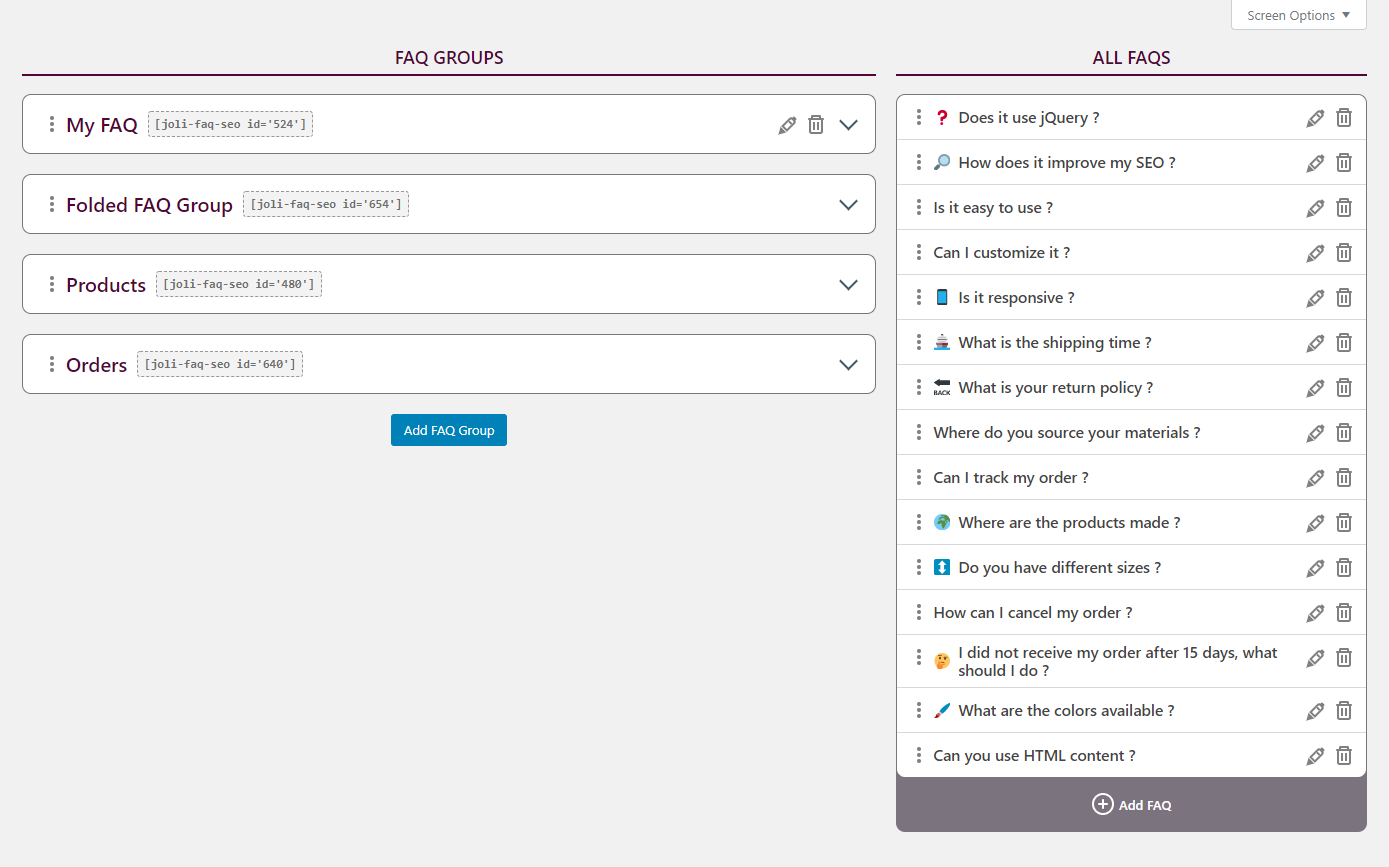 Screen Options
FAQ GROUPS
My FAQ [joli-faq-seo id='524']
Folded FAQ Group [joli-faq-seo id='654']
Products [joli-faq-seo id='480']
Orders [joli-faq-seo id='640']
Add FAQ Group
ALL FAQS
❓ Does it use jQuery ?
🔎 How does it improve my SEO ?
Is it easy to use ?
Can I customize it ?
📱 Is it responsive ?
🚢 What is the shipping time ?
🔙 What is your return policy ?
Where do you source your materials ?
Can I track my order ?
🌍 Where are the products made ?
↕️ Do you have different sizes ?
How can I cancel my order ?
🤔 I did not receive my order after 15 days, what
should I do ?
🖌️ What are the colors available ?
Can you use HTML content ?
Add FAQ